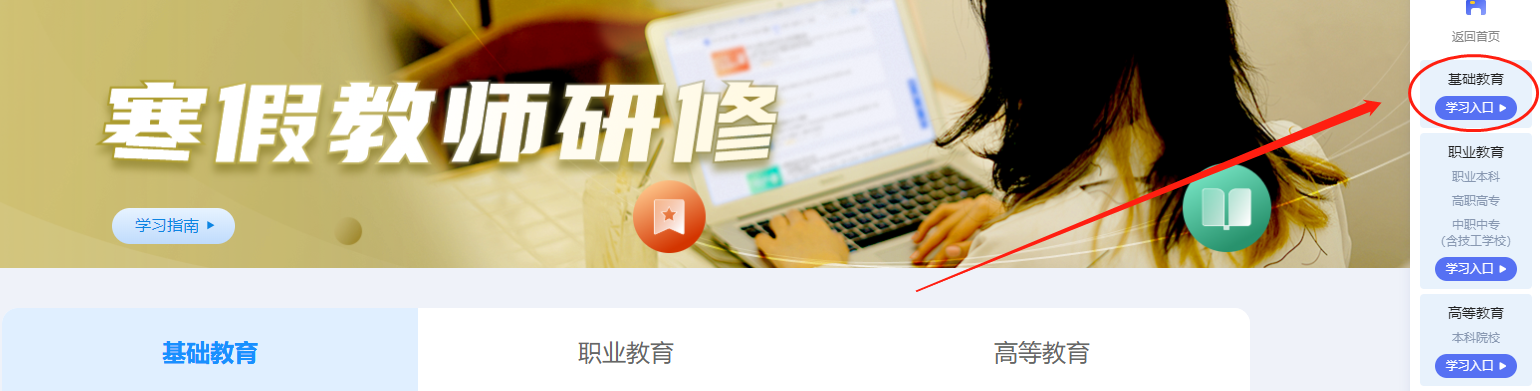 寒假教师研修
学习指南
基础教育
职业教育
高等教育
返回首页
基础教育
学习入口
职业教育
职业本科
高职高专
中职中专
(含技工学校)
学习入口
高等教育
本科院校
学习入口